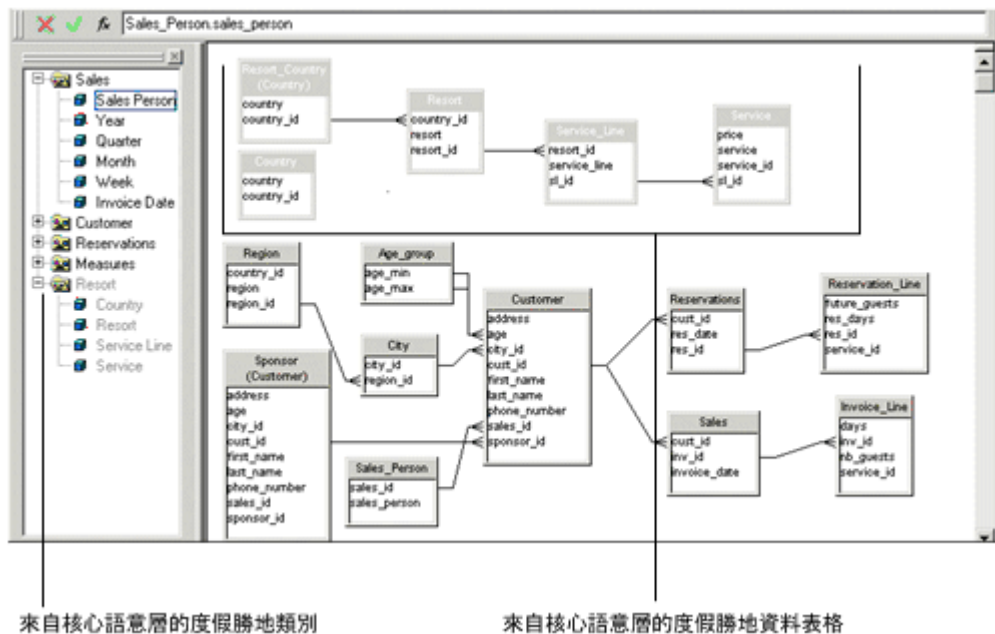 Sales_Person.sales_person
Sales
Sales Person
Year
Quarter
Month
Week
Invoice Date
Customer
Reservations
Measures
Resort
Country
Resort
Service Line
Service
Resort_Country
(Country)
country
country_id
Country
country
country_id
Resort
country_id
resort
resort_id
Service_Line
resort_id
service_line
sl_id
Service
price
service
service_id
sl_id
Region
country_id
region
region_id
Age_group
age_min
age_max
City
city_id
region_id
Customer
address
age
city_id
cust_id
first_name
last_name
phone_number
sales_id
sponsor_id
Sponsor
(Customer)
address
age
city_id
cust_id
first_name
last_name
phone_number
sales_id
sponsor_id
Sales_Person
sales_id
sales_person
Reservations
cust_id
res_date
res_id
Reservation_Line
future_guests
res_days
res_id
service_id
Sales
cust_id
inv_id
invoice_date
Invoice_Line
days
inv_id
nb_guests
service_id
來自核心語意層的度假勝地類別
來自核心語意層的度假勝地資料表格